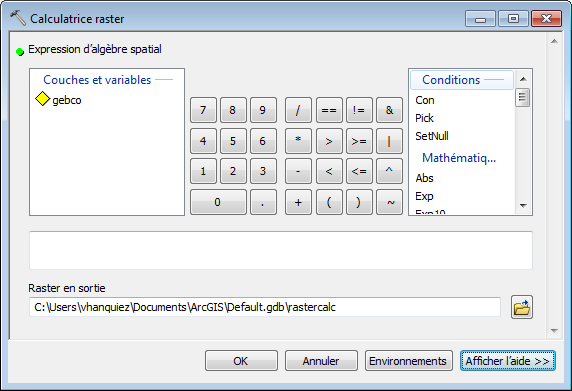 Calculatrice raster
Expression d'algèbre spatial
Couches et variables
gebco
7 8 9 / == != &
4 5 6 * > >= |
1 2 3 - < <= ^
0 . + ( ) ~
Conditions
Con
Pick
SetNull
Mathématiq...
Abs
Exp
Exp10
Raster en sortie
C:\Users\vhanquiez\Documents\ArcGIS\Default.gdb\rastercalc
OK
Annuler
Environnements
Afficher l'aide >>